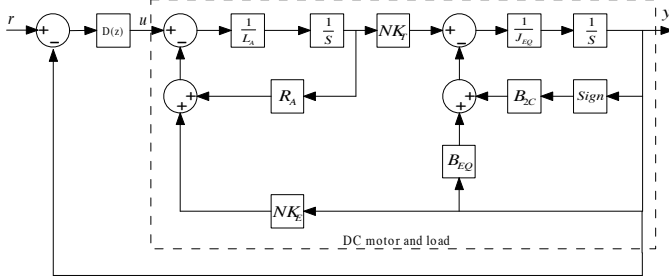 r
+
−
D(z)
u
+
−
1
L_A
1
S
NK_T
+
−
1
J_EQ
1
S
y
+
+
R_A
+
+
B_2C
Sign
B_EQ
NK_E
DC motor and load